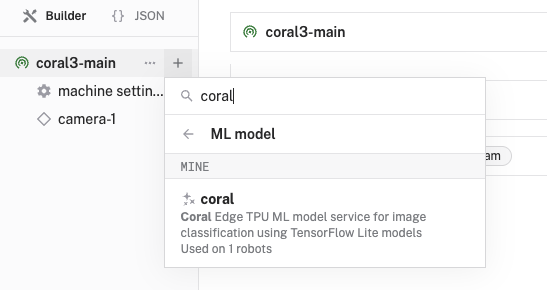 Builder
{} JSON
coral3-main
···
+
coral3-main
machine settin...
camera-1
coral
ML model
MINE
coral
Coral Edge TPU ML model service for image
classification using TensorFlow Lite models
Used on 1 robots
am